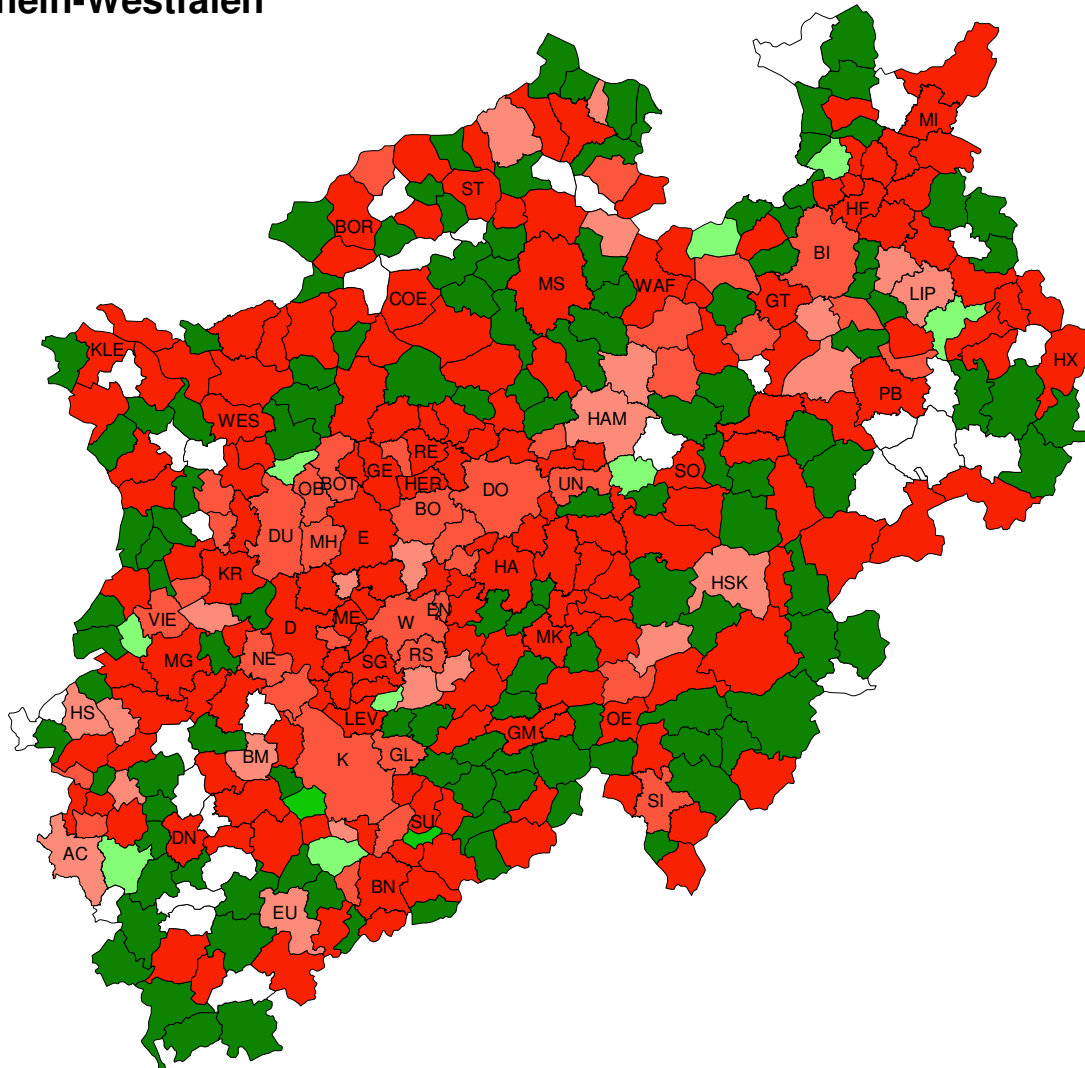 hein-Westfalen
MI
ST
HF
BOR
BI
MS
WAF
LIP
COE
GT
KLE
HX
PB
WES
HAM
RE
GE
SO
BOT
HER
OB
DO
UN
BO
DU
MH
E
HA
KR
HSK
EN
VIE
ME
W
D
MK
RS
NE
MG
SG
HS
LEV
OE
GM
BM
K
GL
SI
SU
DN
AC
BN
EU